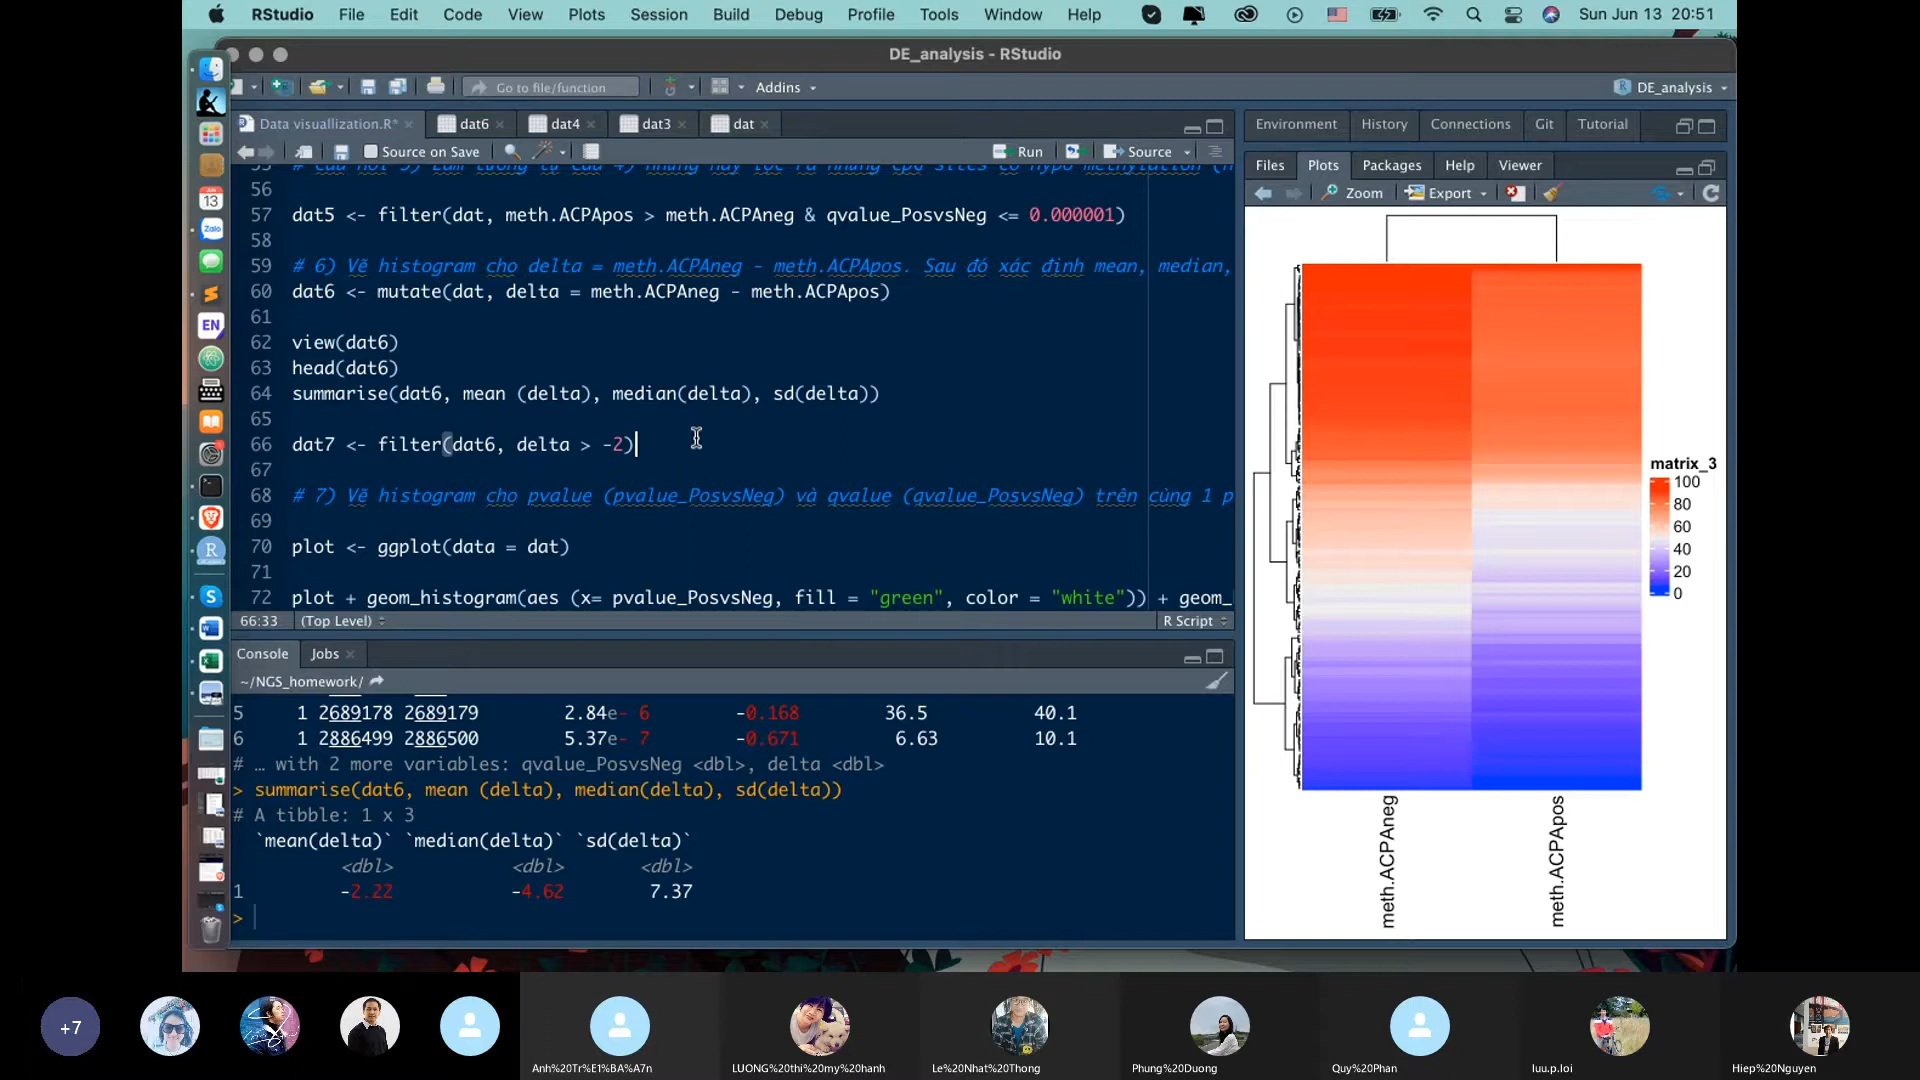 RStudio File Edit Code View Plots Session Build Debug Profile Tools Window Help Sun Jun 13 20:51
DE_analysis - RStudio
Go to file/function Addins DE_analysis
Data visuallization.R* dat6 dat4 dat3 dat
Source on Save Run Source
56
57 dat5 <- filter(dat, meth.ACPApos > meth.ACPAneg & qvalue_PosvsNeg <= 0.000001)
58
59 # 6) Vẽ histogram cho delta = meth.ACPAneg - meth.ACPApos. Sau đó xác định mean, median,
60 dat6 <- mutate(dat, delta = meth.ACPAneg - meth.ACPApos)
61
62 view(dat6)
63 head(dat6)
64 summarise(dat6, mean (delta), median(delta), sd(delta))
65
66 dat7 <- filter(dat6, delta > -2)
67
68 # 7) Vẽ histogram cho pvalue (pvalue_PosvsNeg) và qvalue (qvalue_PosvsNeg) trên cùng 1 p
69
70 plot <- ggplot(data = dat)
71
72 plot + geom_histogram(aes (x= pvalue_PosvsNeg, fill = "green", color = "white")) + geom_
66:33 (Top Level) R Script
Console Jobs
~/NGS_homework/
5 1 2689178 2689179 2.84e- 6 -0.168 36.5 40.1
6 1 2886499 2886500 5.37e- 7 -0.671 6.63 10.1
# … with 2 more variables: qvalue_PosvsNeg <dbl>, delta <dbl>
> summarise(dat6, mean (delta), median(delta), sd(delta))
# A tibble: 1 x 3
`mean(delta)` `median(delta)` `sd(delta)`
<dbl> <dbl> <dbl>
1 -2.22 -4.62 7.37
>
Environment History Connections Git Tutorial
Files Plots Packages Help Viewer
Zoom Export
matrix_3
100
80
60
40
20
0
meth.ACPAneg
meth.ACPApos
JUN
13
Zalo
EN
+7
Anh%20Tr%E1%BA%A7n
LUONG%20thi%20my%20hanh
Le%20Nhat%20Thong
Phung%20Duong
Quy%20Phan
luu.p.loi
Hiep%20Nguyen